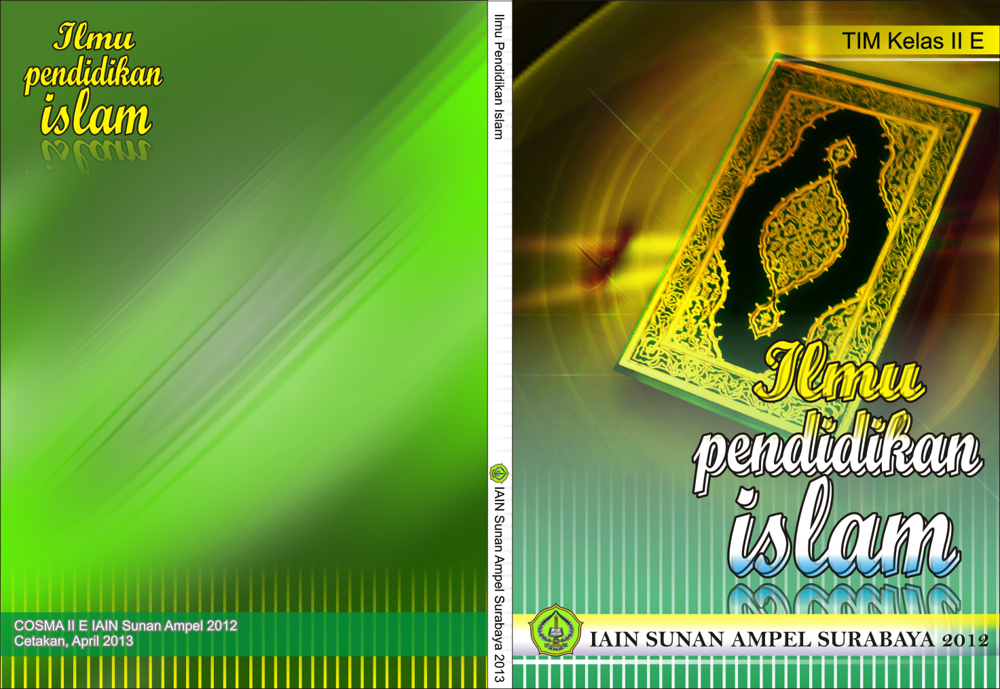 Ilmu
pendidikan
islam
COSMA II E IAIN Sunan Ampel 2012
Cetakan, April 2013
Ilmu Pendidikan Islam
IAIN Sunan Ampel Surabaya 2013
TIM Kelas II E
Ilmu
pendidikan
islam
IAIN SUNAN AMPEL SURABAYA 2012